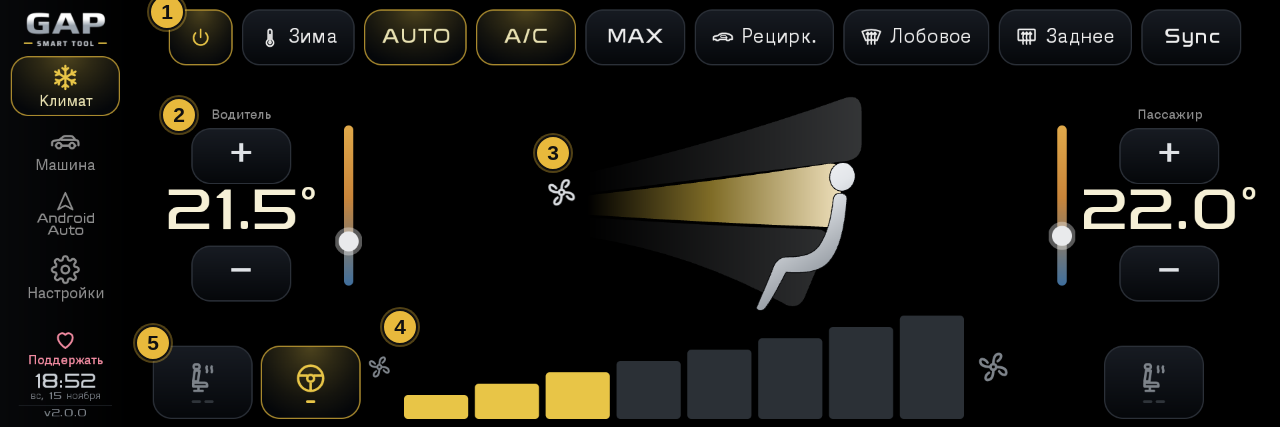 GAP
SMART TOOL
Климат
Машина
Android
Auto
Настройки
Поддержать
18:52
вс, 15 ноября
v2.0.0
1
Зима
AUTO
A/C
MAX
Рецирк.
Лобовое
Заднее
Sync
2
Водитель
+
21.5°
−
3
Пассажир
+
22.0°
−
4
5